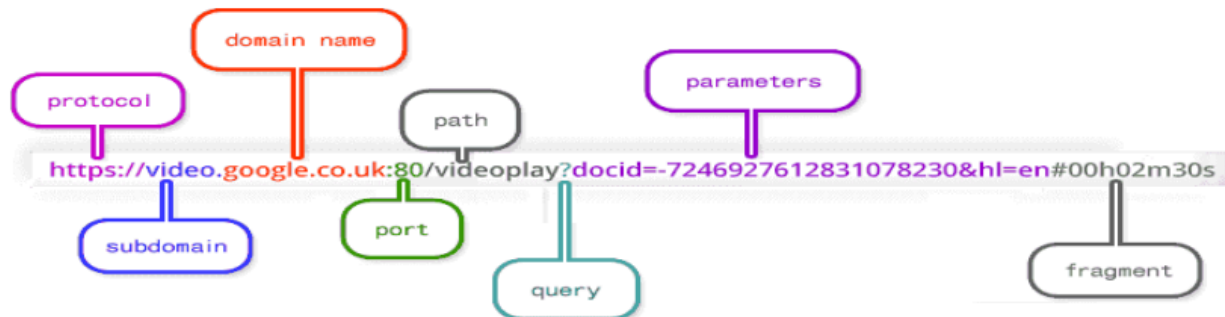 domain name
protocol
path
parameters
https://video.google.co.uk:80/videoplay?docid=-7246927612831078230&hl=en#00h02m30s
subdomain
port
query
fragment